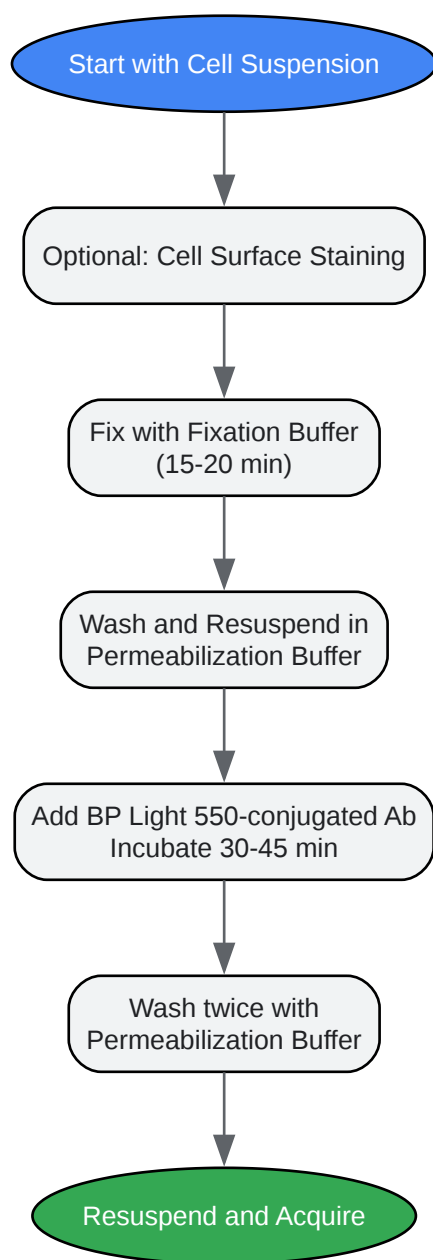 Start with Cell Suspension
Optional: Cell Surface Staining
Fix with Fixation Buffer
(15-20 min)
Wash and Resuspend in
Permeabilization Buffer
Add BP Light 550-conjugated Ab
Incubate 30-45 min
Wash twice with
Permeabilization Buffer
Resuspend and Acquire